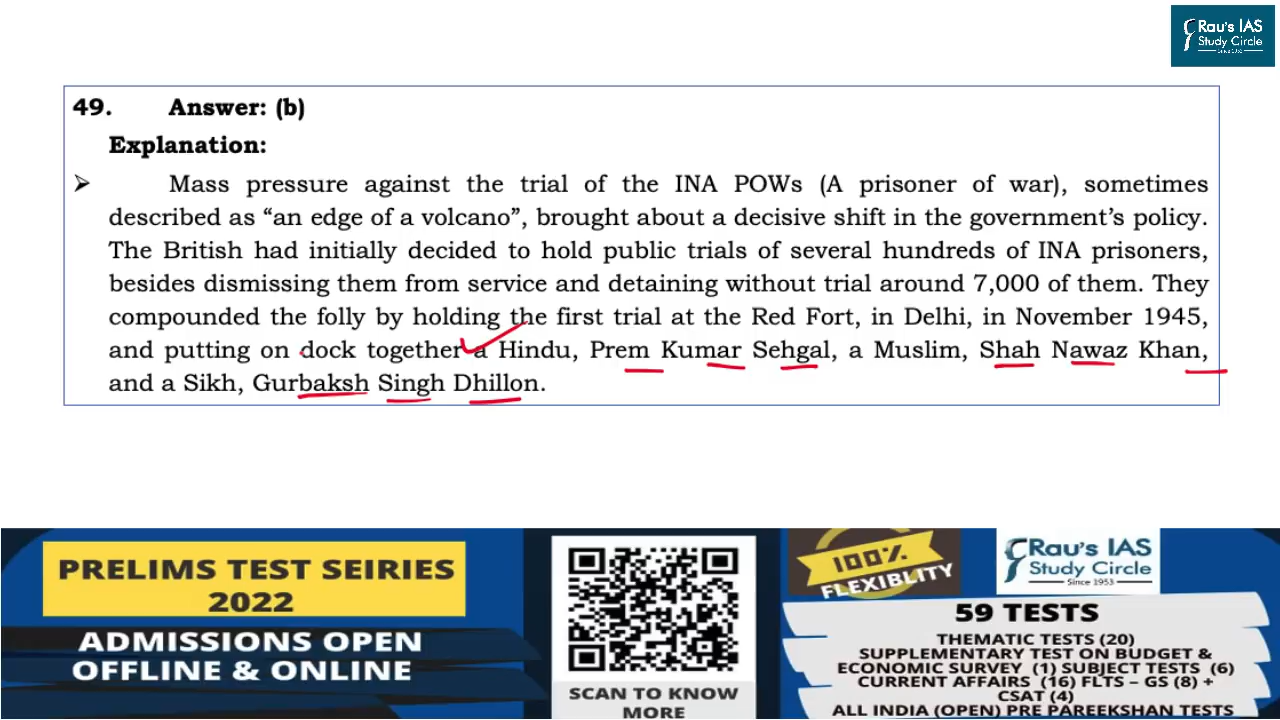 Rau's IAS
Study Circle
Since 1953
49. Answer: (b)
Explanation:
➢ Mass pressure against the trial of the INA POWs (A prisoner of war), sometimes
described as “an edge of a volcano”, brought about a decisive shift in the government’s policy.
The British had initially decided to hold public trials of several hundreds of INA prisoners,
besides dismissing them from service and detaining without trial around 7,000 of them. They
compounded the folly by holding the first trial at the Red Fort, in Delhi, in November 1945,
and putting on dock together a Hindu, Prem Kumar Sehgal, a Muslim, Shah Nawaz Khan,
and a Sikh, Gurbaksh Singh Dhillon.
PRELIMS TEST SEIRIES
2022
ADMISSIONS OPEN
OFFLINE & ONLINE
SCAN TO KNOW
MORE
100%
FLEXIBLITY
Rau's IAS
Study Circle
Since 1953
59 TESTS
THEMATIC TESTS (20)
SUPPLEMENTARY TEST ON BUDGET &
ECONOMIC SURVEY (1) SUBJECT TESTS (6)
CURRENT AFFAIRS (16) FLTS – GS (8) +
CSAT (4)
ALL INDIA (OPEN) PRE PAREEKSHAN TESTS